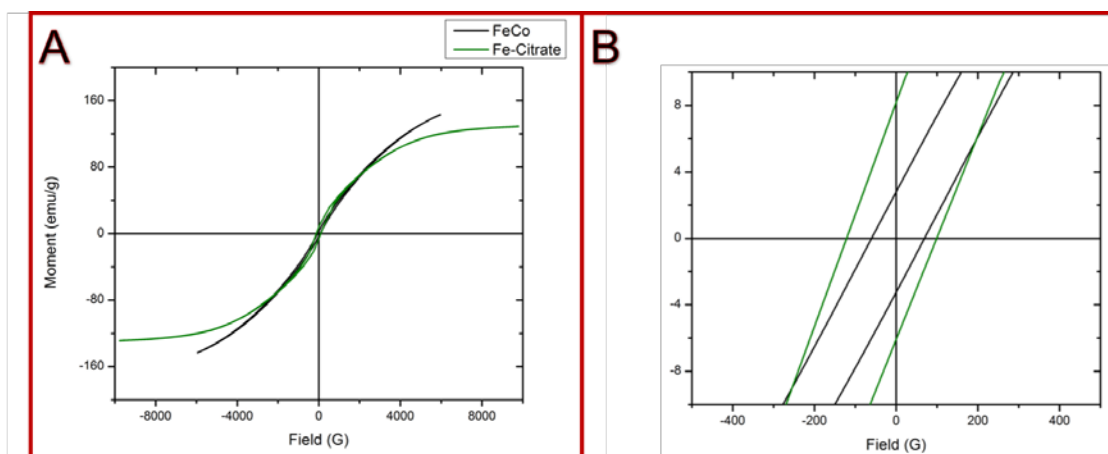 A
FeCo
Fe-Citrate
B
Moment (emu/g)
160
80
0
-80
-160
-8000 -4000 0 4000 8000
Field (G)
8
4
0
-4
-8
-400 -200 0 200 400
Field (G)